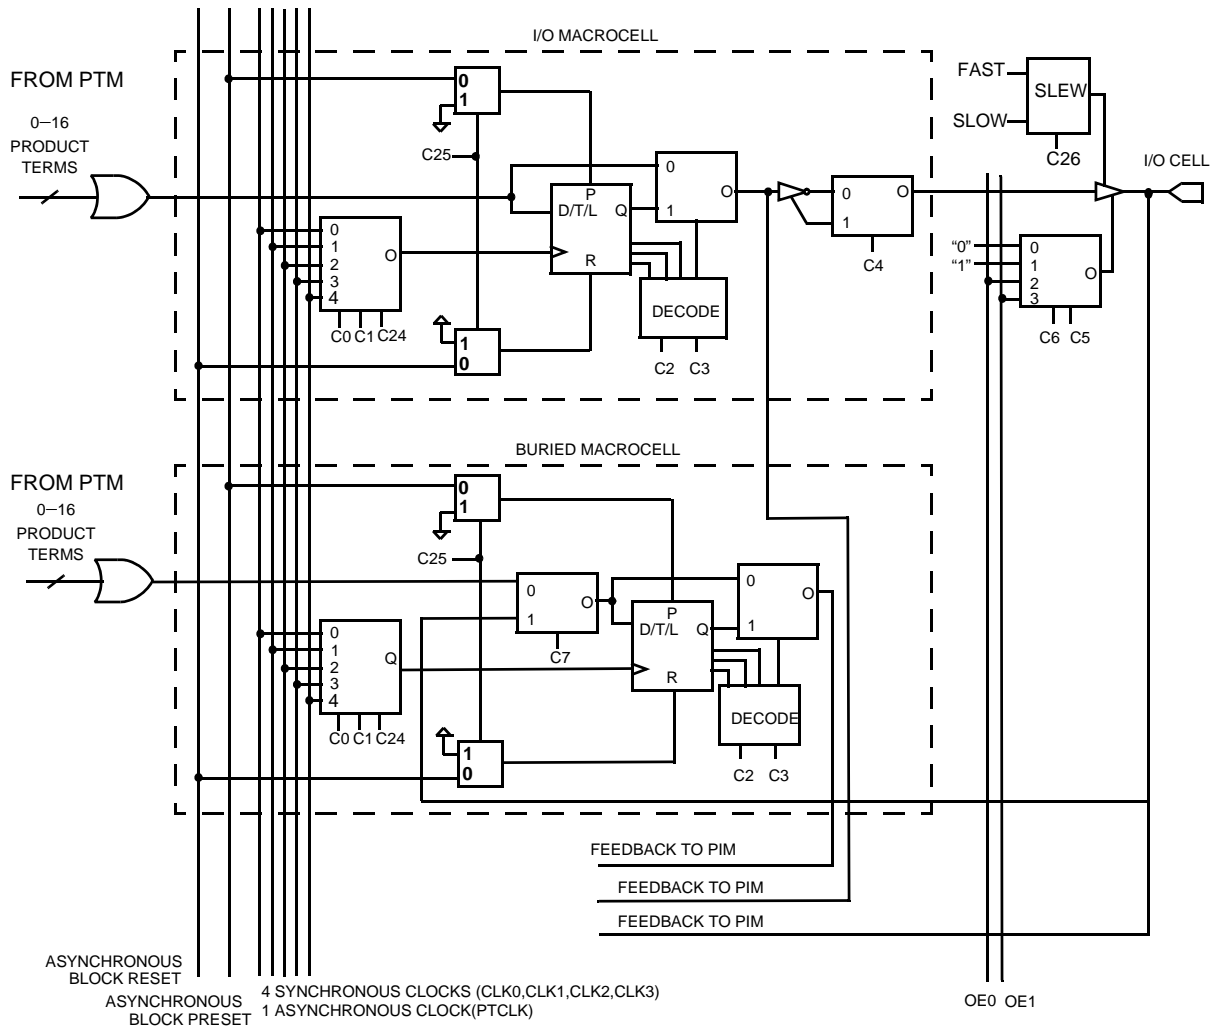 I/O MACROCELL
FROM PTM
0–16
PRODUCT
TERMS
0
1
C25
FAST
SLOW
SLEW
C26
I/O CELL
P
D/T/L
Q
R
0
1
O
0
1
O
C4
0
1
2
3
4
O
C0 C1 C24
DECODE
C2 C3
1
0
"0"
"1"
0
1
2
3
O
C6 C5
BURIED MACROCELL
FROM PTM
0–16
PRODUCT
TERMS
0
1
C25
0
1
O
C7
P
D/T/L
Q
R
0
1
O
0
1
2
3
4
Q
C0 C1 C24
DECODE
C2 C3
1
0
FEEDBACK TO PIM
FEEDBACK TO PIM
FEEDBACK TO PIM
ASYNCHRONOUS
BLOCK RESET
ASYNCHRONOUS
BLOCK PRESET
4 SYNCHRONOUS CLOCKS (CLK0,CLK1,CLK2,CLK3)
1 ASYNCHRONOUS CLOCK(PTCLK)
OE0 OE1